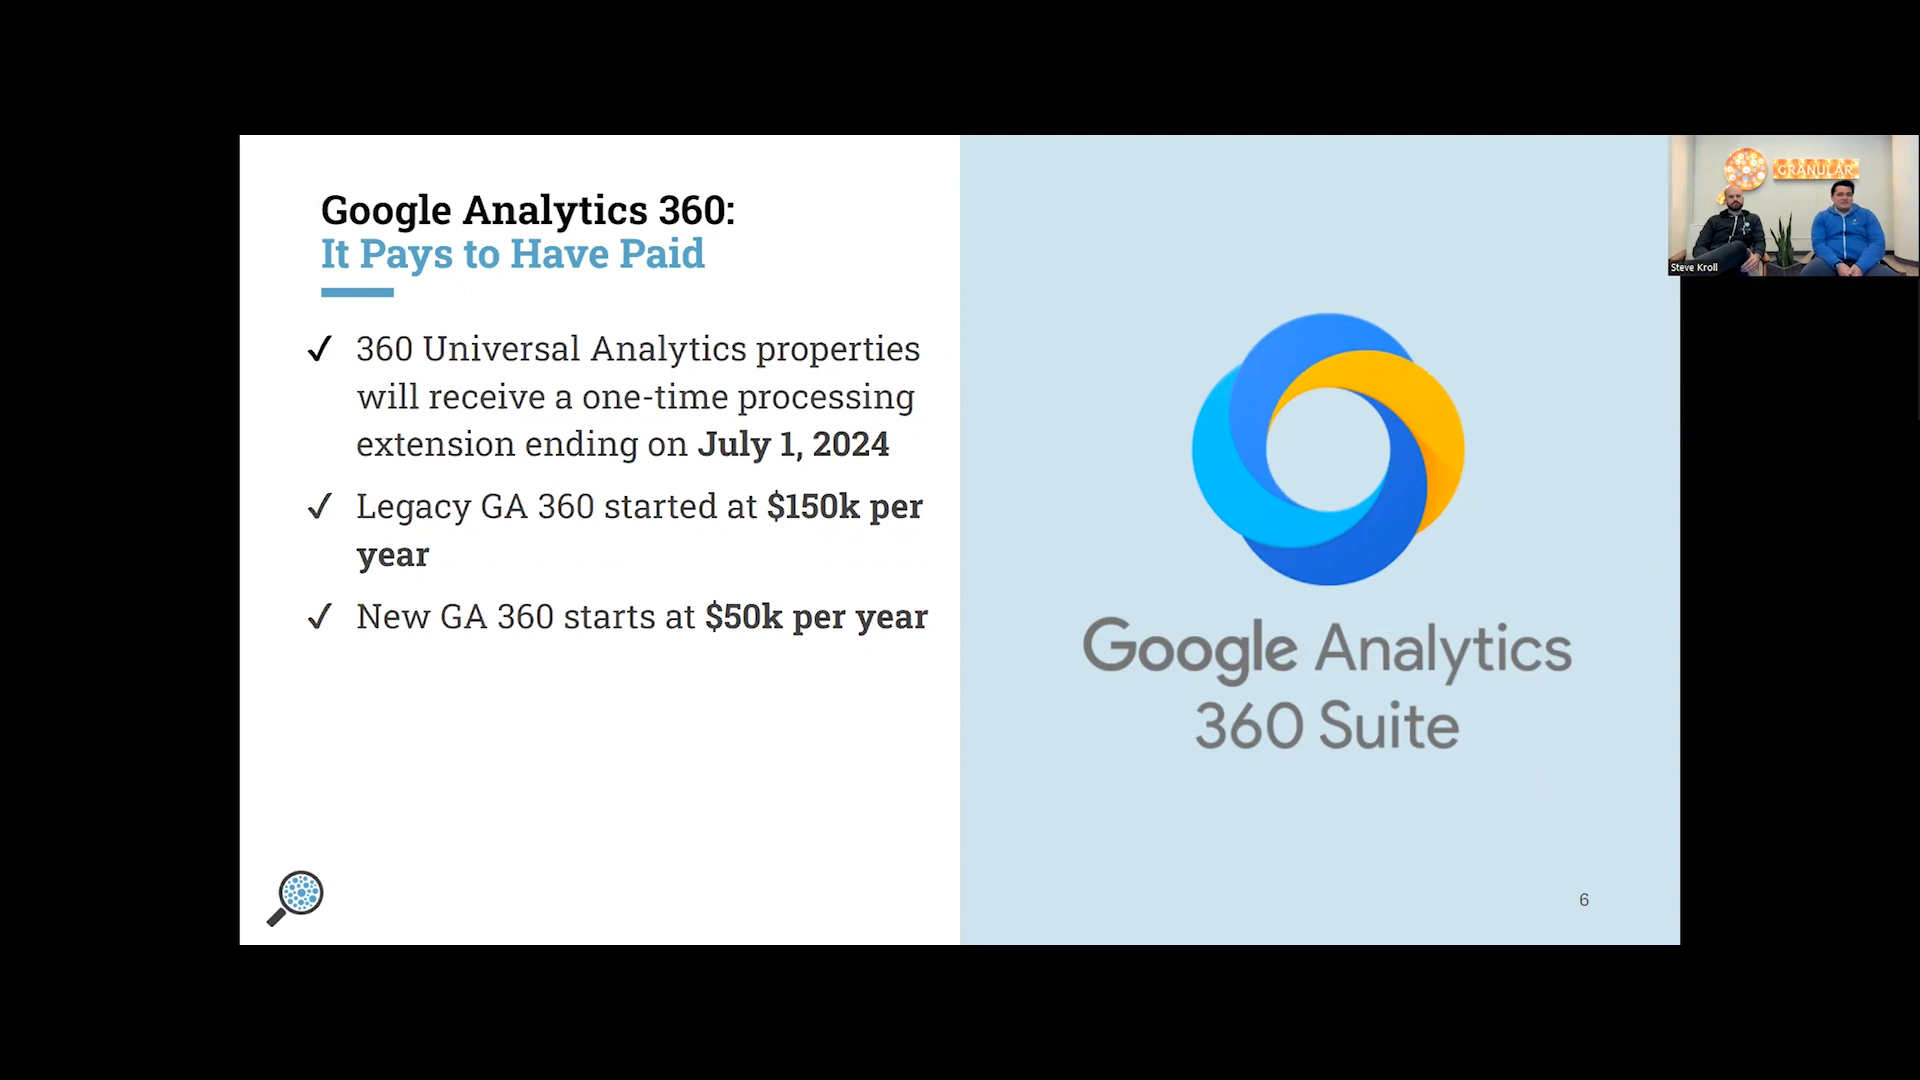 Google Analytics 360:
It Pays to Have Paid
✓ 360 Universal Analytics properties
will receive a one-time processing
extension ending on July 1, 2024
✓ Legacy GA 360 started at $150k per
year
✓ New GA 360 starts at $50k per year
Google Analytics
360 Suite
6
GRANULAR
Steve Kroll